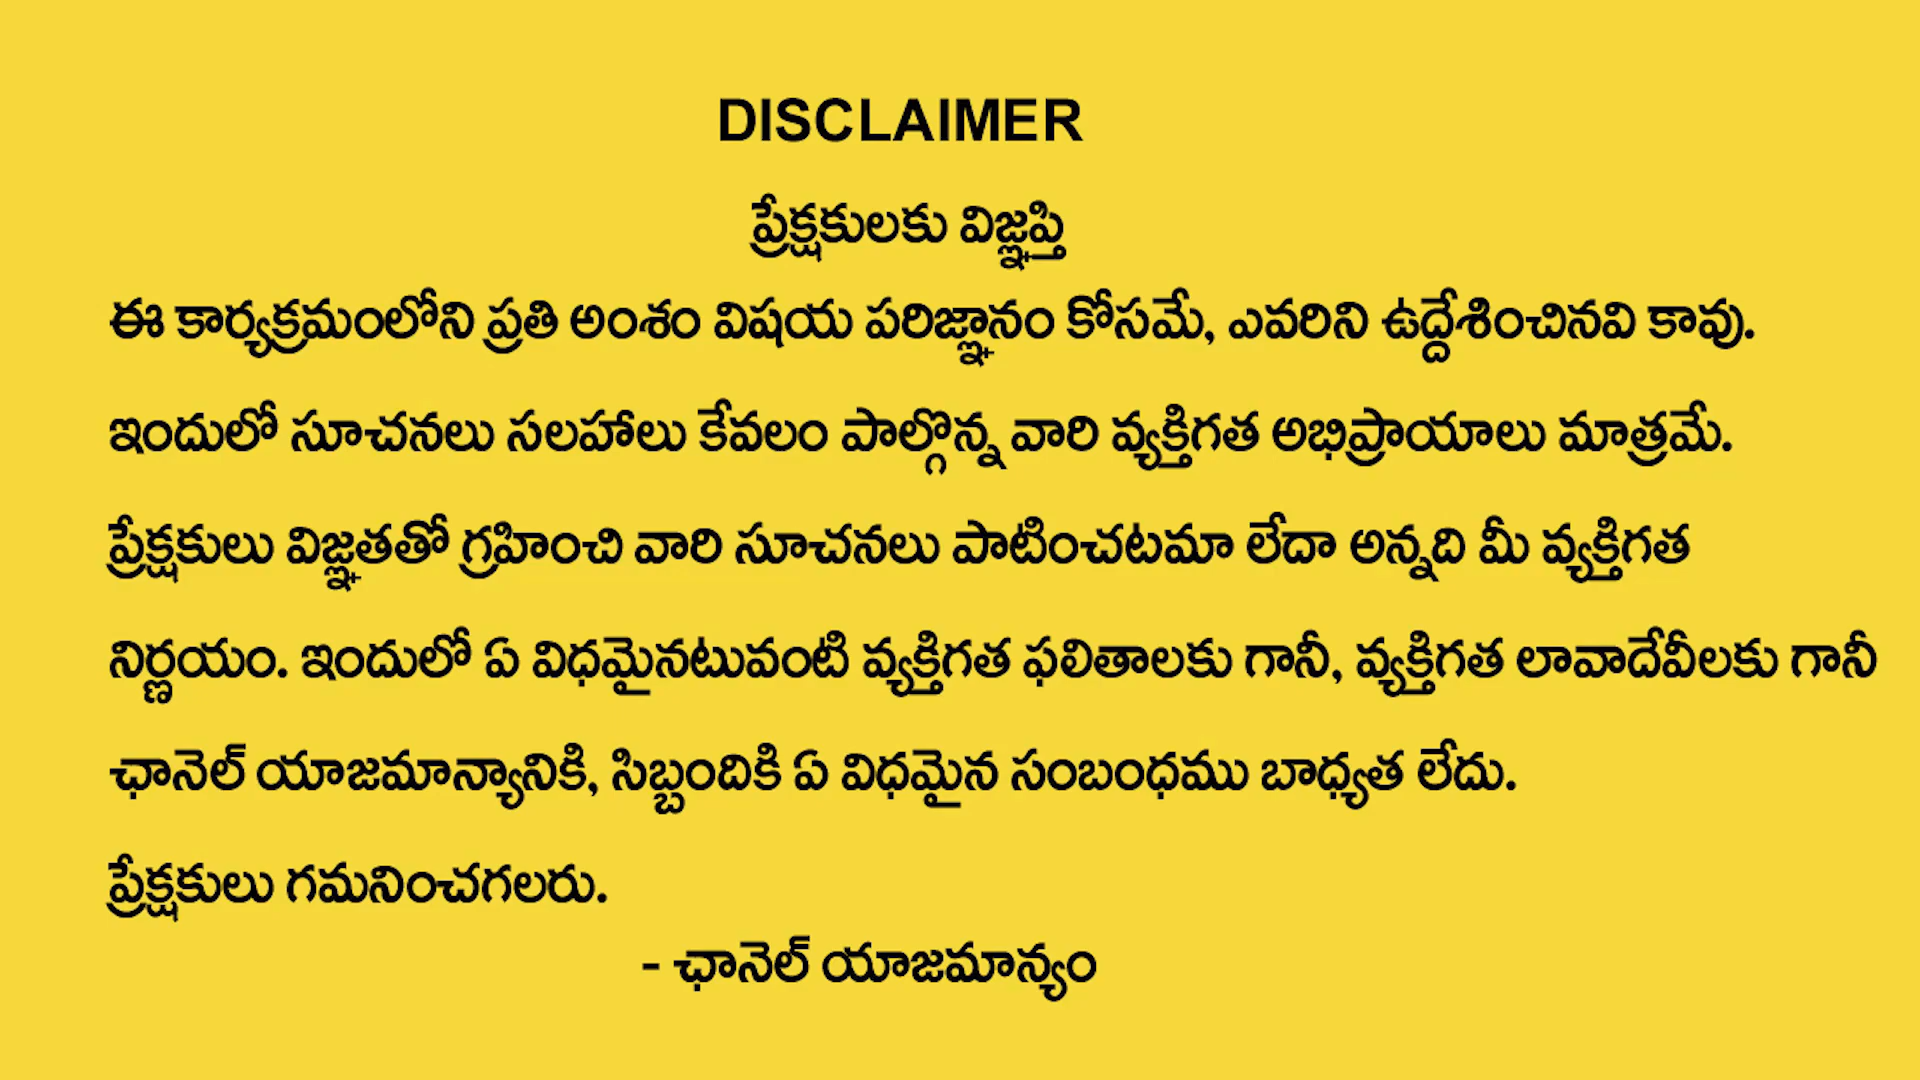 DISCLAIMER
ప్రేక్షకులకు విజ్ఞప్తి
ఈ కార్యక్రమంలోని ప్రతి అంశం విషయ పరిజ్ఞానం కోసమే, ఎవరిని ఉద్దేశించినవి కావు.
ఇందులో సూచనలు సలహాలు కేవలం పాల్గొన్న వారి వ్యక్తిగత అభిప్రాయాలు మాత్రమే.
ప్రేక్షకులు విజ్ఞతతో గ్రహించి వారి సూచనలు పాటించటమా లేదా అన్నది మీ వ్యక్తిగత
నిర్ణయం. ఇందులో ఏ విధమైనటువంటి వ్యక్తిగత ఫలితాలకు గానీ, వ్యక్తిగత లావాదేవీలకు గానీ
ఛానెల్ యాజమాన్యానికి, సిబ్బందికి ఏ విధమైన సంబంధము బాధ్యత లేదు.
ప్రేక్షకులు గమనించగలరు.
- ఛానెల్ యాజమాన్యం